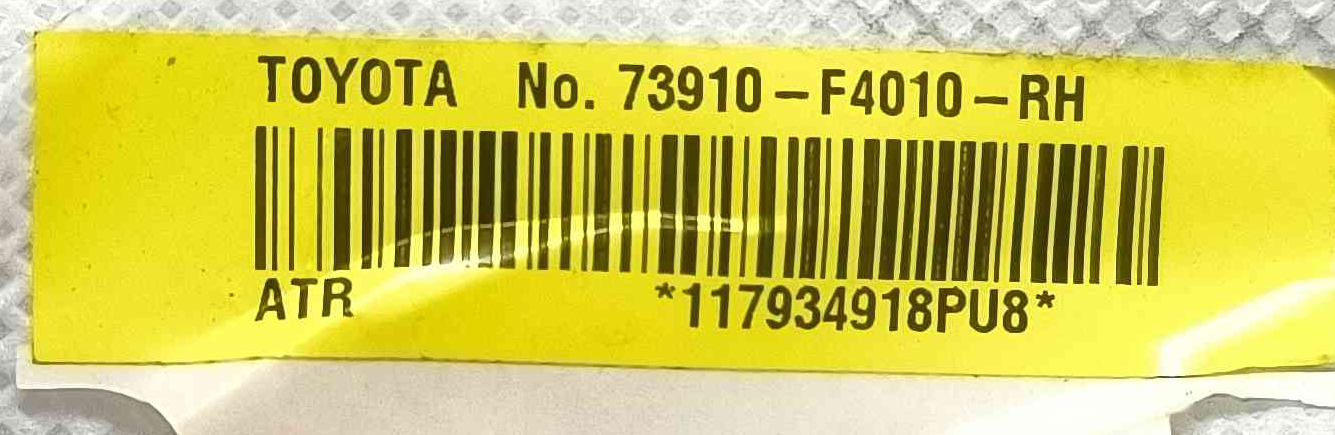 TOYOTA No. 73910-F4010-RH
ATR *117934918PU8*